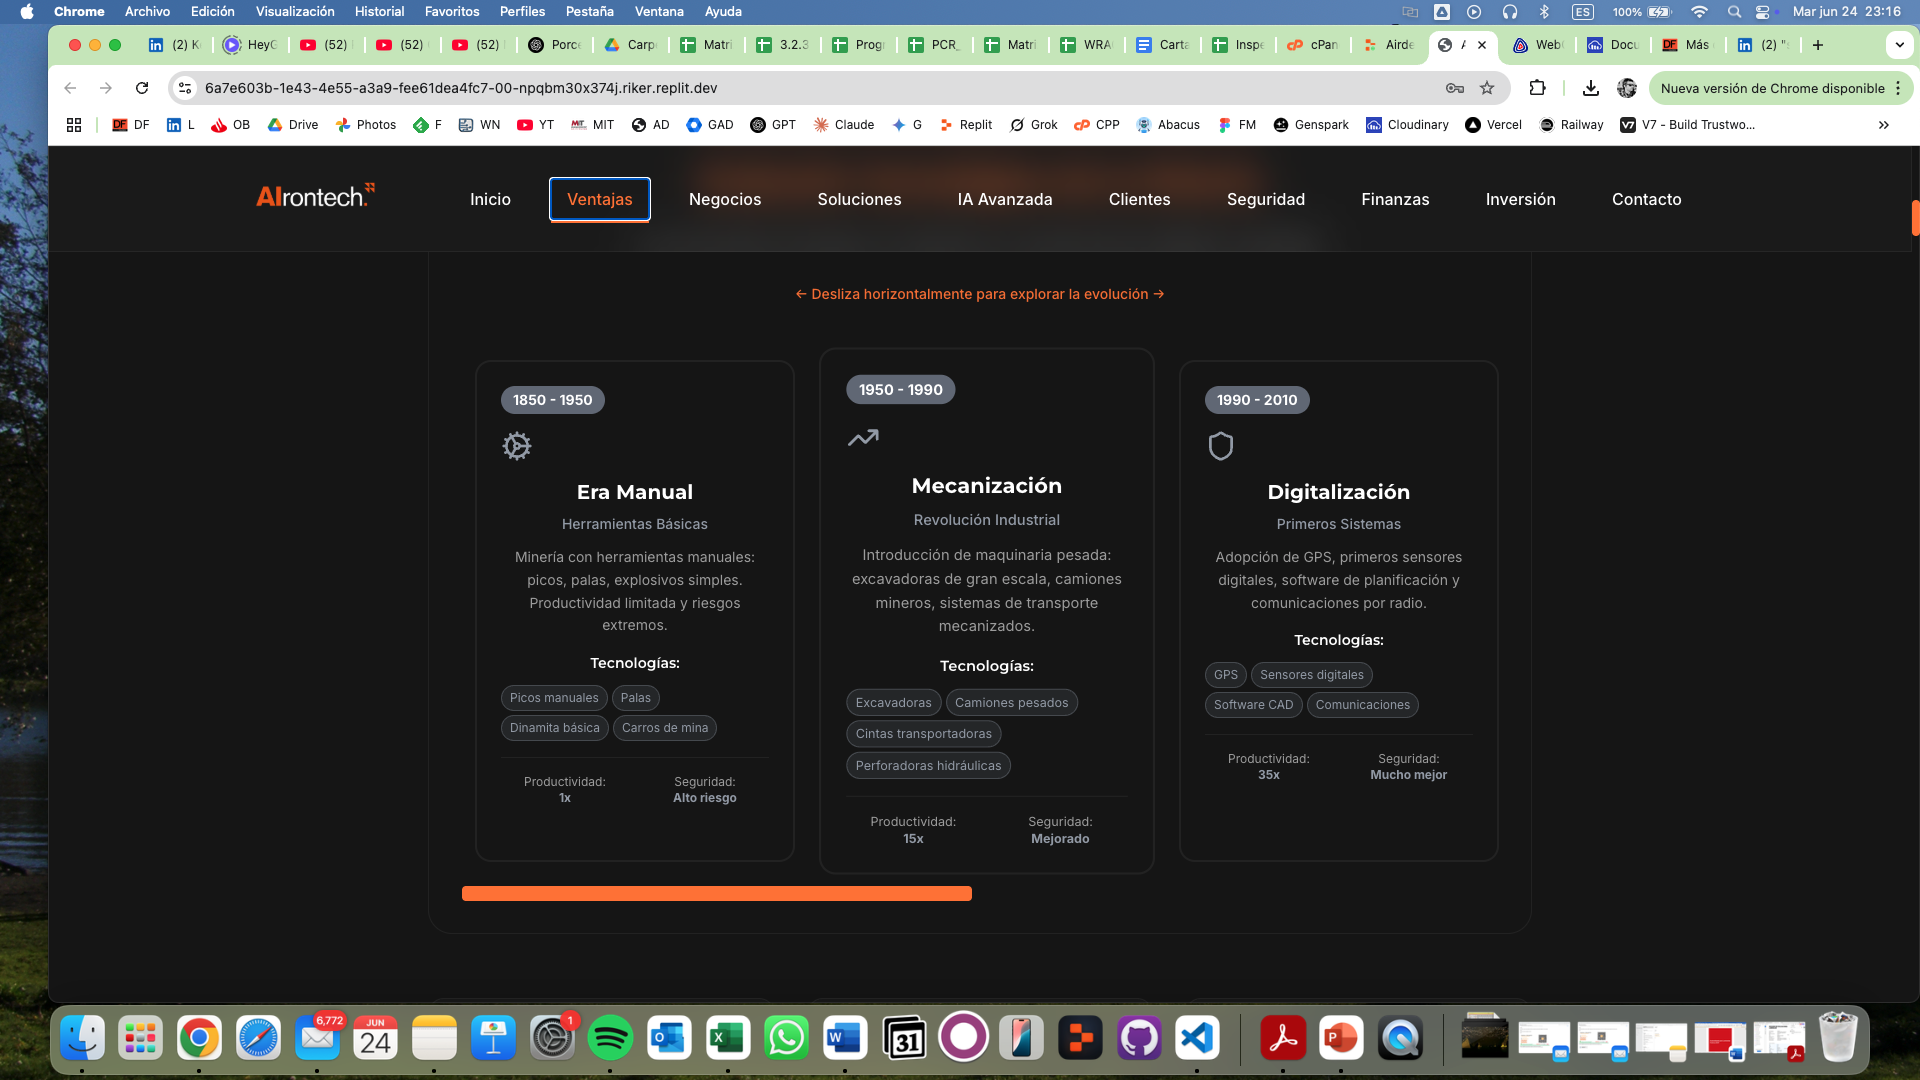 Chrome Archivo Edición Visualización Historial Favoritos Perfiles Pestaña Ventana Ayuda
ES 100% Mar jun 24 23:16
(2) HeyG (52) (52) (52) Porce Carp Matri 3.2.3 Progr PCR_ Matri WRA Carta Inspe cPan Airde Web Docu Más (2) "
6a7e603b-1e43-4e55-a3a9-fee61dea4fc7-00-npqbm30x374j.riker.replit.dev
Nueva versión de Chrome disponible
DF L OB Drive Photos F WN YT MIT AD GAD GPT Claude G Replit Grok CPP Abacus FM Genspark Cloudinary Vercel Railway V7 - Build Trustwo...
AIrontech. Inicio Ventajas Negocios Soluciones IA Avanzada Clientes Seguridad Finanzas Inversión Contacto
← Desliza horizontalmente para explorar la evolución →
1850 - 1950
Era Manual
Herramientas Básicas
Minería con herramientas manuales:
picos, palas, explosivos simples.
Productividad limitada y riesgos
extremos.
Tecnologías:
Picos manuales Palas
Dinamita básica Carros de mina
Productividad: Seguridad:
1x Alto riesgo
1950 - 1990
Mecanización
Revolución Industrial
Introducción de maquinaria pesada:
excavadoras de gran escala, camiones
mineros, sistemas de transporte
mecanizados.
Tecnologías:
Excavadoras Camiones pesados
Cintas transportadoras
Perforadoras hidráulicas
Productividad: Seguridad:
15x Mejorado
1990 - 2010
Digitalización
Primeros Sistemas
Adopción de GPS, primeros sensores
digitales, software de planificación y
comunicaciones por radio.
Tecnologías:
GPS Sensores digitales
Software CAD Comunicaciones
Productividad: Seguridad:
35x Mucho mejor
6,772
JUN
24
1
31